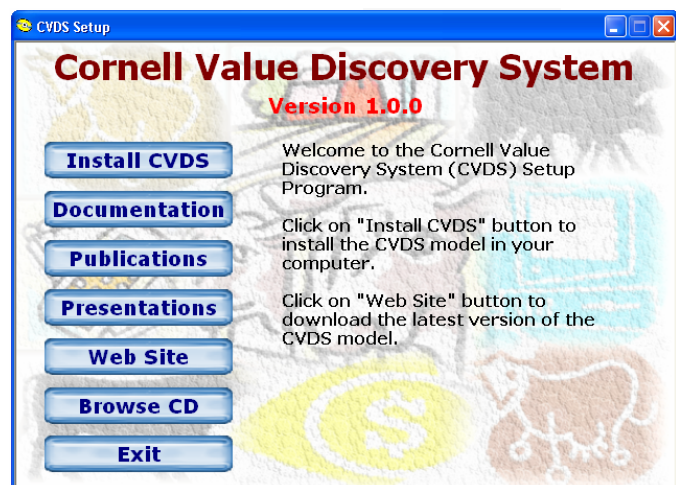 CVDS Setup
Cornell Value Discovery System
Version 1.0.0
Install CVDS
Documentation
Publications
Presentations
Web Site
Browse CD
Exit
Welcome to the Cornell Value
Discovery System (CVDS) Setup
Program.
Click on "Install CVDS" button to
install the CVDS model in your
computer.
Click on "Web Site" button to
download the latest version of the
CVDS model.